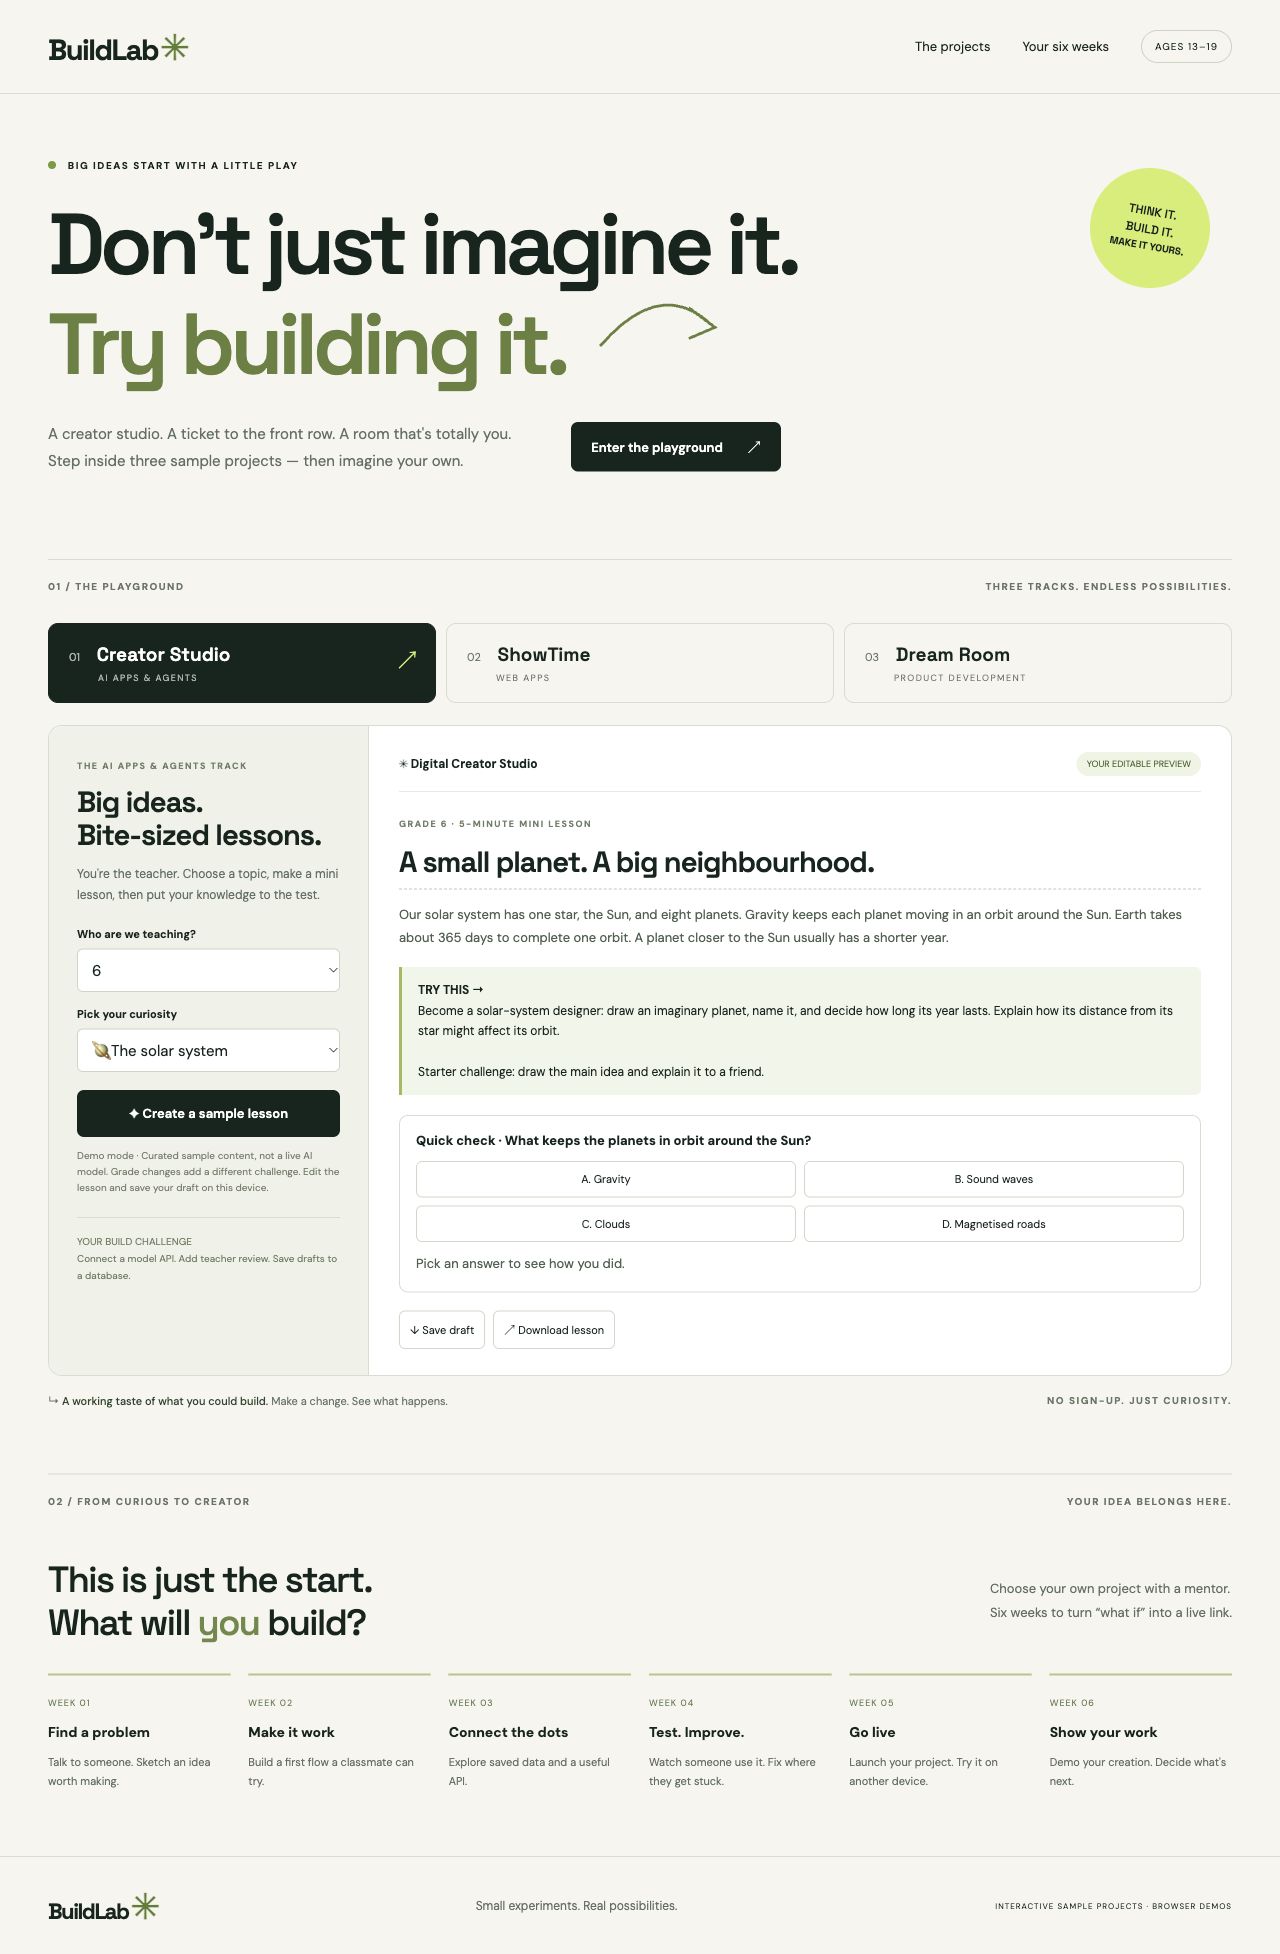 BuildLab
The projects
Your six weeks
AGES 13–19
BIG IDEAS START WITH A LITTLE PLAY
Don’t just imagine it.
Try building it.
THINK IT.
BUILD IT.
MAKE IT YOURS.
A creator studio. A ticket to the front row. A room that's totally you.
Step inside three sample projects — then imagine your own.
Enter the playground ↗
01 / THE PLAYGROUND
THREE TRACKS. ENDLESS POSSIBILITIES.
01 Creator Studio ↗
AI APPS & AGENTS
02 ShowTime
WEB APPS
03 Dream Room
PRODUCT DEVELOPMENT
THE AI APPS & AGENTS TRACK
Big ideas.
Bite-sized lessons.
You're the teacher. Choose a topic, make a mini
lesson, then put your knowledge to the test.
Who are we teaching?
6
Pick your curiosity
🪐The solar system
✦ Create a sample lesson
Demo mode · Curated sample content, not a live AI
model. Grade changes add a different challenge. Edit the
lesson and save your draft on this device.
YOUR BUILD CHALLENGE
Connect a model API. Add teacher review. Save drafts to
a database.
✳ Digital Creator Studio
YOUR EDITABLE PREVIEW
GRADE 6 · 5-MINUTE MINI LESSON
A small planet. A big neighbourhood.
Our solar system has one star, the Sun, and eight planets. Gravity keeps each planet moving in an orbit around the Sun. Earth takes
about 365 days to complete one orbit. A planet closer to the Sun usually has a shorter year.
TRY THIS →
Become a solar-system designer: draw an imaginary planet, name it, and decide how long its year lasts. Explain how its distance from its
star might affect its orbit.
Starter challenge: draw the main idea and explain it to a friend.
Quick check · What keeps the planets in orbit around the Sun?
A. Gravity
B. Sound waves
C. Clouds
D. Magnetised roads
Pick an answer to see how you did.
↓ Save draft
↗ Download lesson
↳ A working taste of what you could build. Make a change. See what happens.
NO SIGN-UP. JUST CURIOSITY.
02 / FROM CURIOUS TO CREATOR
YOUR IDEA BELONGS HERE.
This is just the start.
What will you build?
Choose your own project with a mentor.
Six weeks to turn “what if” into a live link.
WEEK 01
Find a problem
Talk to someone. Sketch an idea
worth making.
WEEK 02
Make it work
Build a first flow a classmate can
try.
WEEK 03
Connect the dots
Explore saved data and a useful
API.
WEEK 04
Test. Improve.
Watch someone use it. Fix where
they get stuck.
WEEK 05
Go live
Launch your project. Try it on
another device.
WEEK 06
Show your work
Demo your creation. Decide what's
next.
BuildLab
Small experiments. Real possibilities.
INTERACTIVE SAMPLE PROJECTS · BROWSER DEMOS